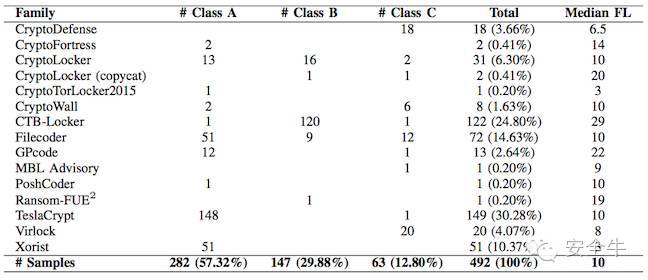 Family # Class A # Class B # Class C Total Median FL
CryptoDefense 18 18 (3.66%) 6.5
CryptoFortress 2 2 (0.41%) 14
CryptoLocker 13 16 2 31 (6.30%) 10
CryptoLocker (copycat) 1 1 2 (0.41%) 20
CryptoTorLocker2015 1 1 (0.20%) 3
CryptoWall 2 6 8 (1.63%) 10
CTB-Locker 1 120 1 122 (24.80%) 29
Filecoder 51 9 12 72 (14.63%) 10
GPcode 12 1 13 (2.64%) 22
MBL Advisory 1 1 (0.20%) 9
PoshCoder 1 1 (0.20%) 10
Ransom-FUE2 1 1 (0.20%) 19
TeslaCrypt 148 1 149 (30.28%) 10
Virlock 20 20 (4.07%) 8
Xorist 51 51 (10.37%) 3
# Samples 282 (57.32%) 147 (29.88%) 63 (12.80%) 492 (100%) 10
安全牛